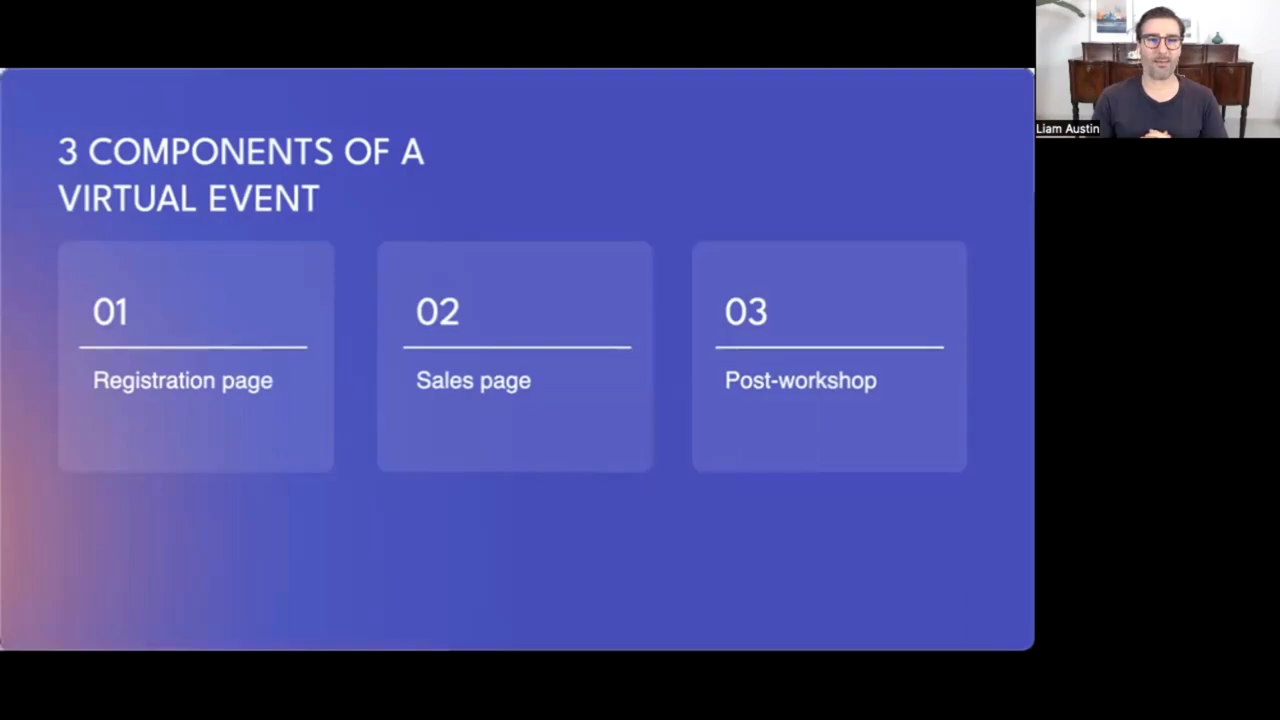 3 COMPONENTS OF A
VIRTUAL EVENT
01
Registration page
02
Sales page
03
Post-workshop
Liam Austin